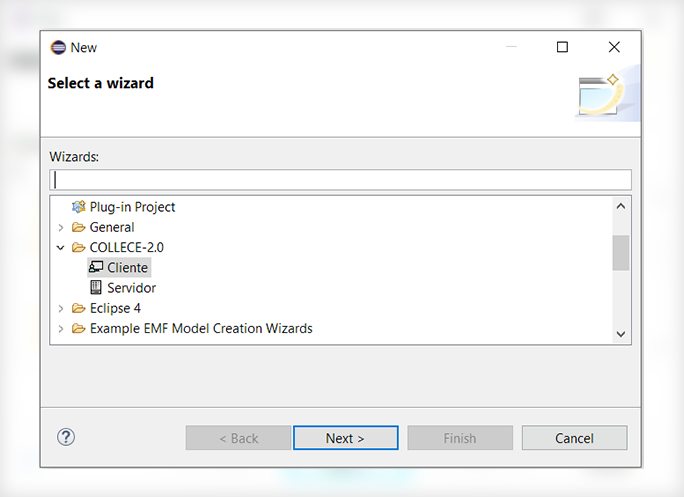 New
Select a wizard
Wizards:
Plug-in Project
General
COLLECE-2.0
Cliente
Servidor
Eclipse 4
Example EMF Model Creation Wizards
?
< Back
Next >
Finish
Cancel